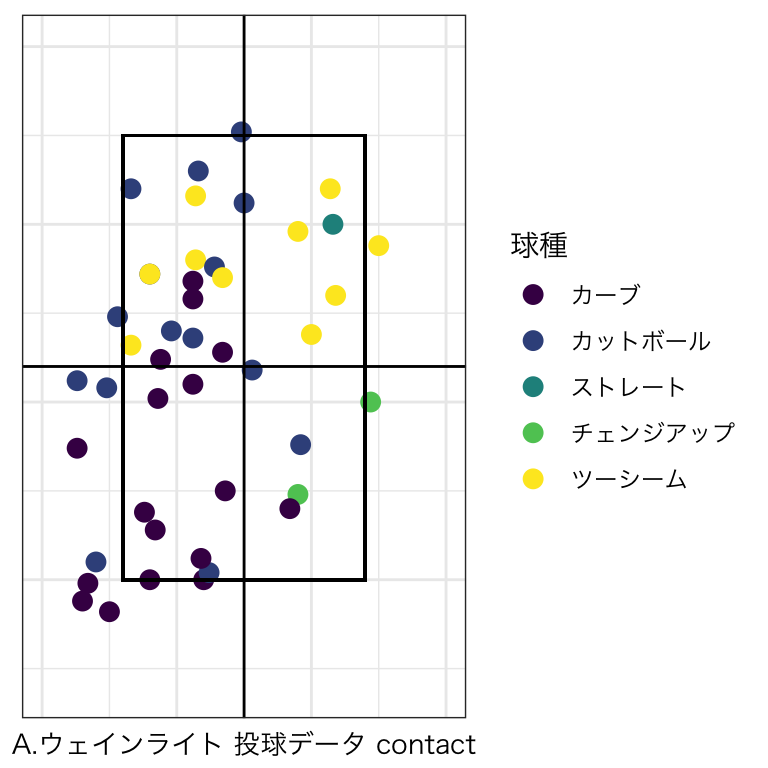 球種
カーブ
カットボール
ストレート
チェンジアップ
ツーシーム
A.ウェインライト 投球データ contact